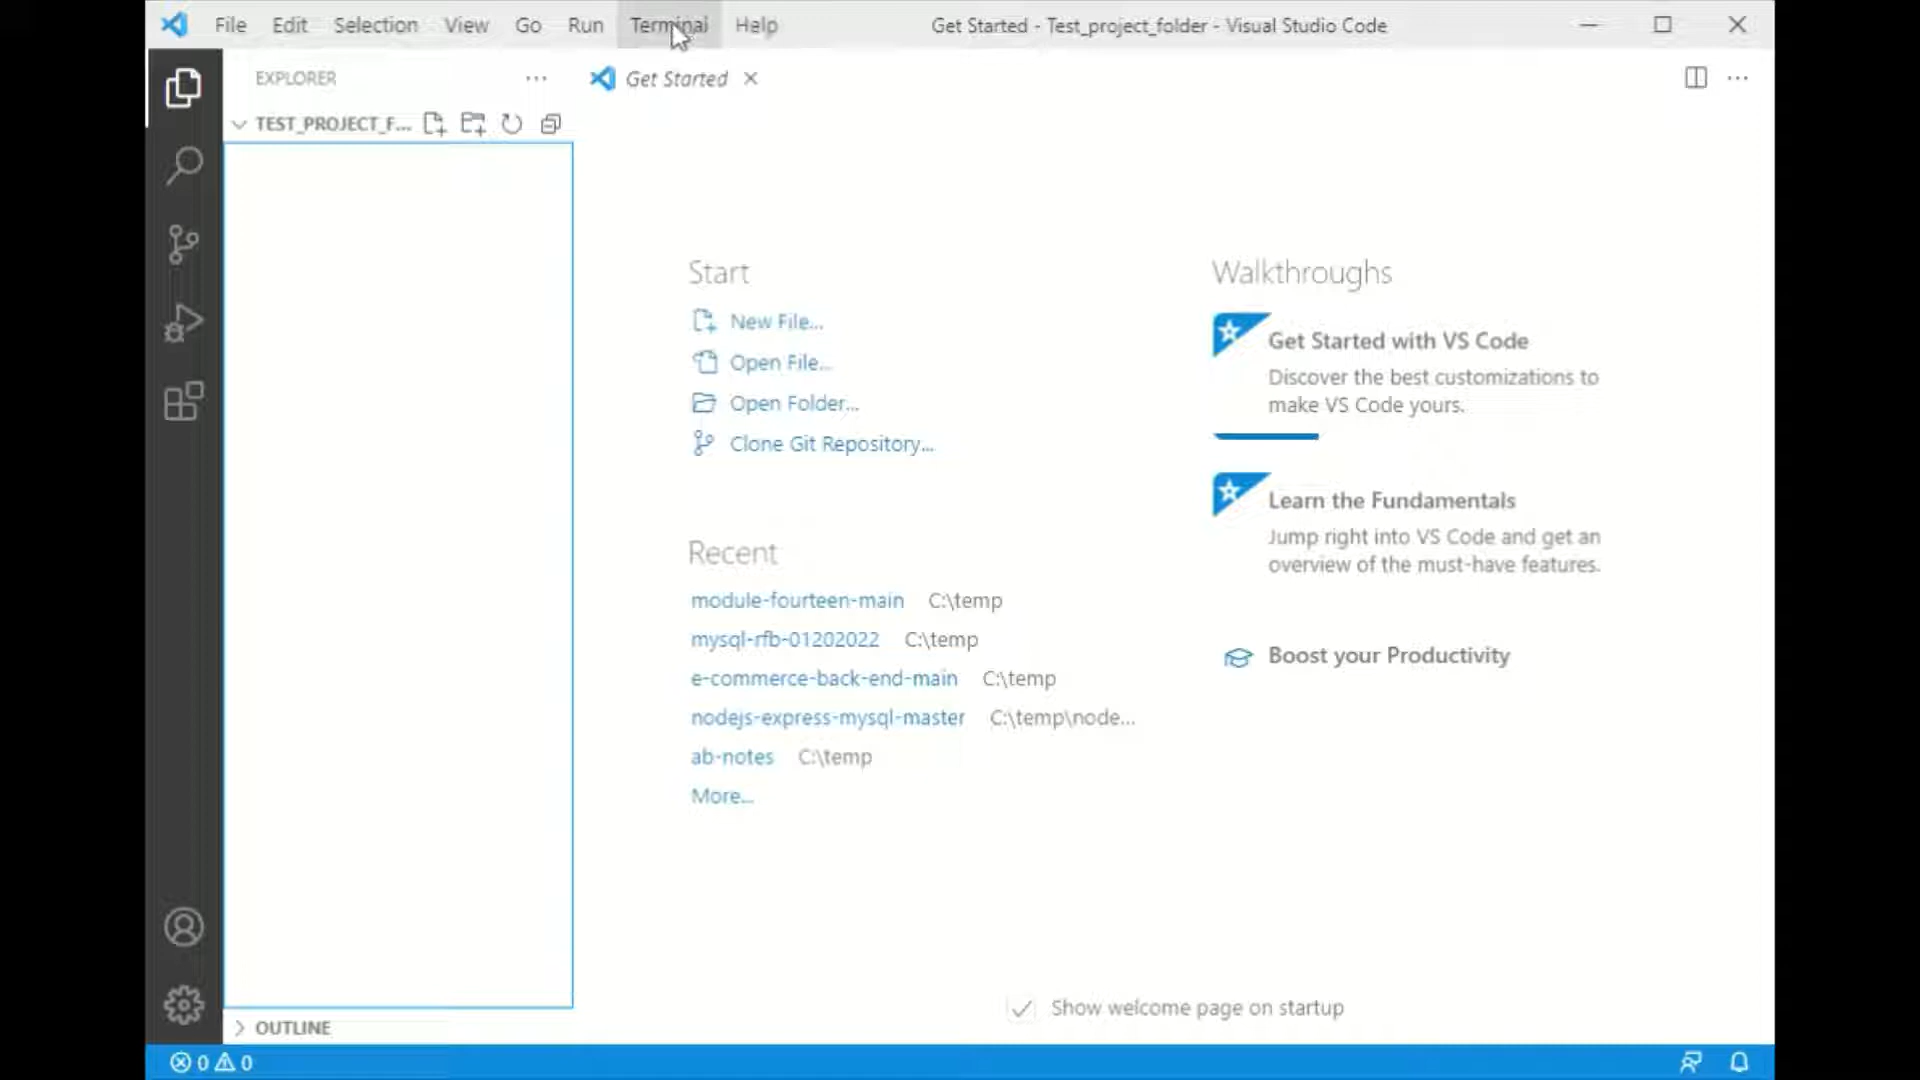 File Edit Selection View Go Run Terminal Help Get Started - Test_project_folder - Visual Studio Code
EXPLORER
Get Started
TEST_PROJECT_F...
Start
New File...
Open File...
Open Folder...
Clone Git Repository...
Recent
module-fourteen-main C:\temp
mysql-rfb-01202022 C:\temp
e-commerce-back-end-main C:\temp
nodejs-express-mysql-master C:\temp\node...
ab-notes C:\temp
More...
Walkthroughs
Get Started with VS Code
Discover the best customizations to
make VS Code yours.
Learn the Fundamentals
Jump right into VS Code and get an
overview of the must-have features.
Boost your Productivity
Show welcome page on startup
OUTLINE
0 0